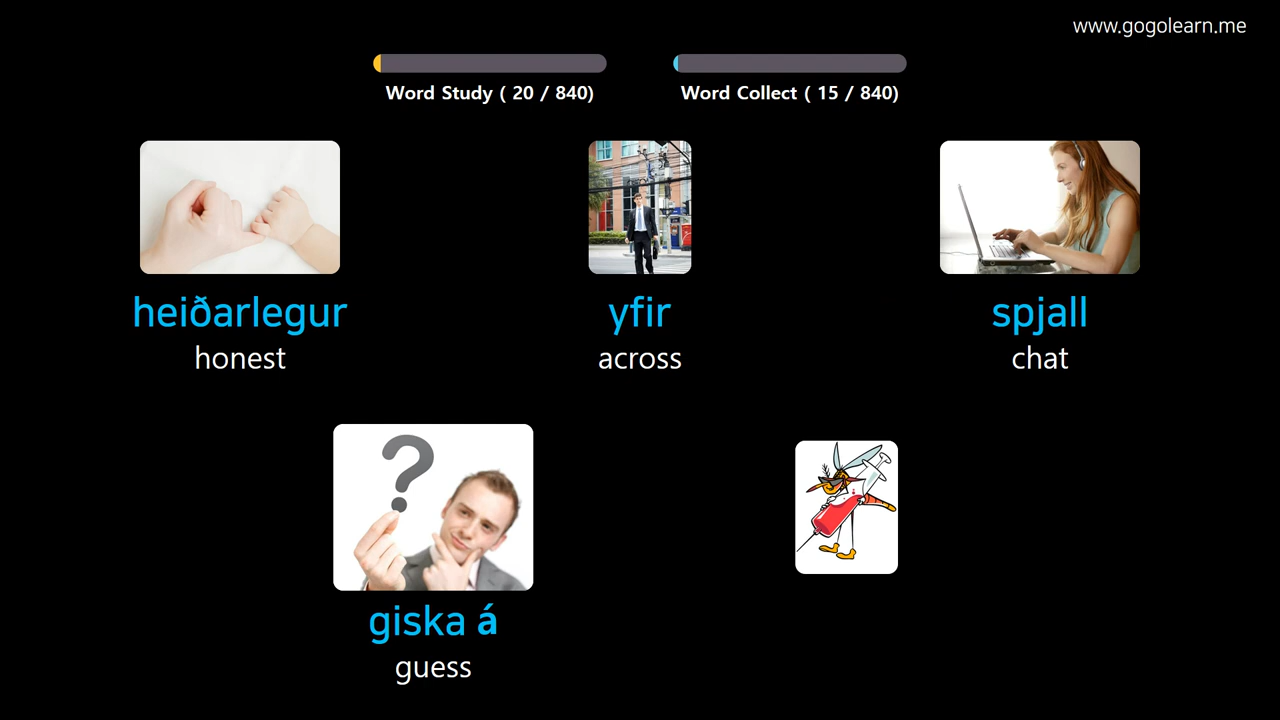 www.gogolearn.me
Word Study ( 20 / 840)
Word Collect ( 15 / 840)
heiðarlegur
honest
yfir
across
spjall
chat
?
giska á
guess